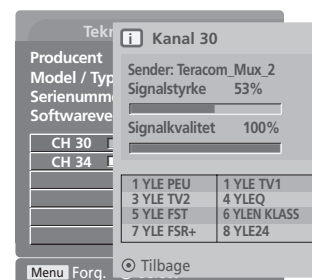 Tekn
Producent
Model / Typ
Serienumm
Softwareve
CH 30
CH 34
i Kanal 30
Sender: Teracom_Mux_2
Signalstyrke 53%
Signalkvalitet 100%
1 YLE PEU 1 YLE TV1
3 YLE TV2 4 YLEQ
5 YLE FST 6 YLEN KLASS
7 YLE FSR+ 8 YLE24
Tilbage
Menu Forg.